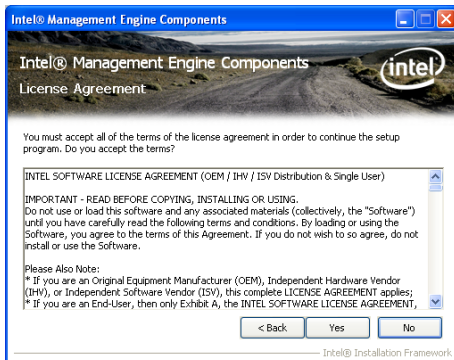 Intel® Management Engine Components
Intel® Management Engine Components
License Agreement
intel
You must accept all of the terms of the license agreement in order to continue the setup
program. Do you accept the terms?
INTEL SOFTWARE LICENSE AGREEMENT (OEM / IHV / ISV Distribution & Single User)
IMPORTANT - READ BEFORE COPYING, INSTALLING OR USING.
Do not use or load this software and any associated materials (collectively, the "Software")
until you have carefully read the following terms and conditions. By loading or using the
Software, you agree to the terms of this Agreement. If you do not wish to so agree, do not
install or use the Software.
Please Also Note:
* If you are an Original Equipment Manufacturer (OEM), Independent Hardware Vendor
(IHV), or Independent Software Vendor (ISV), this complete LICENSE AGREEMENT applies;
* If you are an End-User, then only Exhibit A, the INTEL SOFTWARE LICENSE AGREEMENT,
< Back Yes No
Intel® Installation Framework